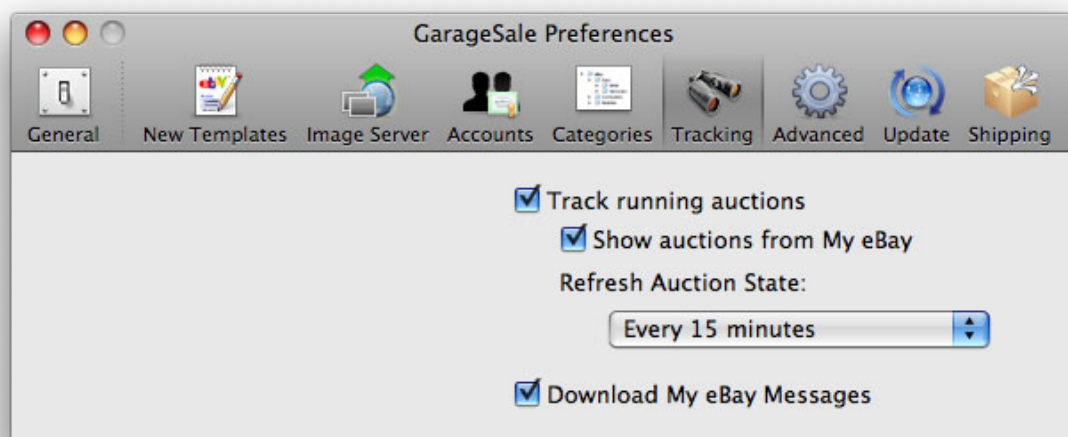 GarageSale Preferences
General
New Templates
Image Server
Accounts
Categories
Tracking
Advanced
Update
Shipping
Track running auctions
Show auctions from My eBay
Refresh Auction State:
Every 15 minutes
Download My eBay Messages